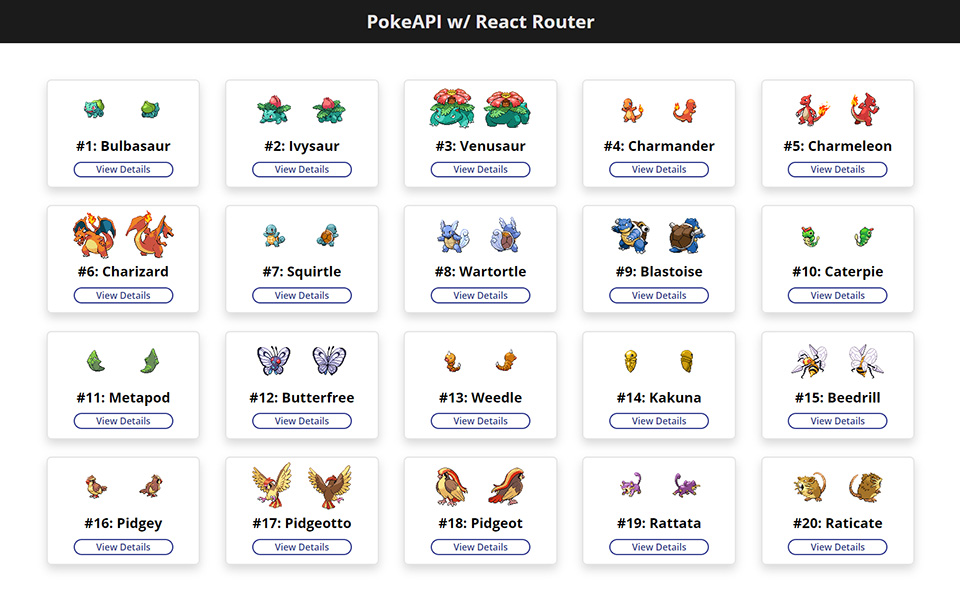 PokeAPI w/ React Router
#1: Bulbasaur
View Details
#2: Ivysaur
View Details
#3: Venusaur
View Details
#4: Charmander
View Details
#5: Charmeleon
View Details
#6: Charizard
View Details
#7: Squirtle
View Details
#8: Wartortle
View Details
#9: Blastoise
View Details
#10: Caterpie
View Details
#11: Metapod
View Details
#12: Butterfree
View Details
#13: Weedle
View Details
#14: Kakuna
View Details
#15: Beedrill
View Details
#16: Pidgey
View Details
#17: Pidgeotto
View Details
#18: Pidgeot
View Details
#19: Rattata
View Details
#20: Raticate
View Details